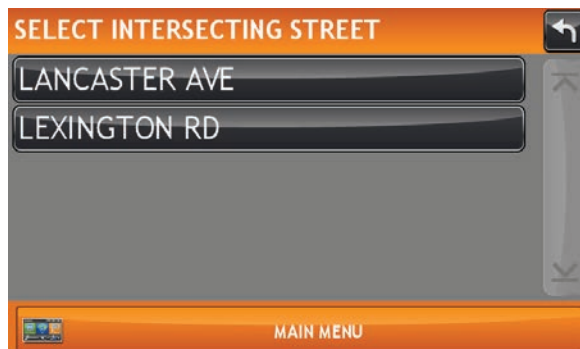 SELECT INTERSECTING STREET
LANCASTER AVE
LEXINGTON RD
MAIN MENU